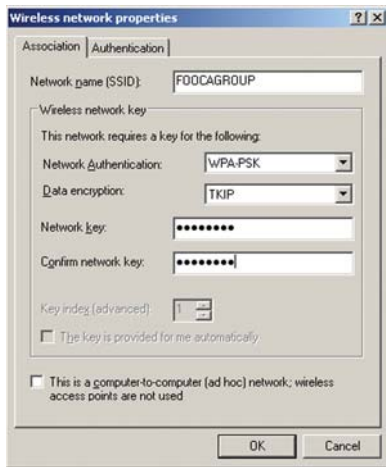 Wireless network properties
Association Authentication
Network name (SSID): FOOCAGROUP
Wireless network key
This network requires a key for the following:
Network Authentication: WPA-PSK
Data encryption: TKIP
Network key: ●●●●●●●●
Confirm network key: ●●●●●●●●
Key index (advanced): 1
The key is provided for me automatically
This is a computer-to-computer (ad hoc) network; wireless
access points are not used
OK Cancel